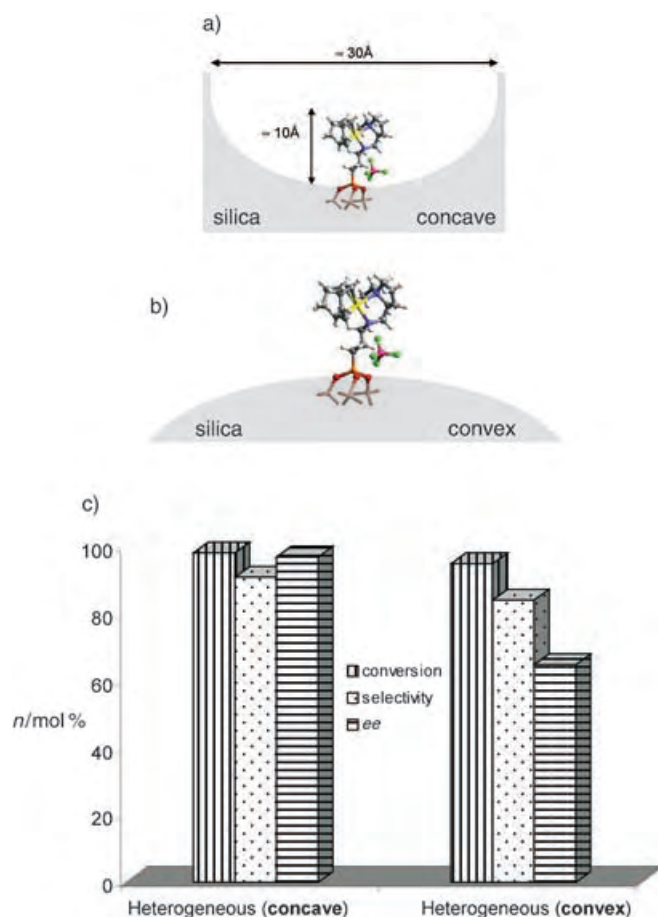 a)
≈ 30Å
≈ 10Å
silica
concave
b)
silica
convex
c)
100
80
60
40
20
0
n/mol %
conversion
selectivity
ee
Heterogeneous (concave)
Heterogeneous (convex)